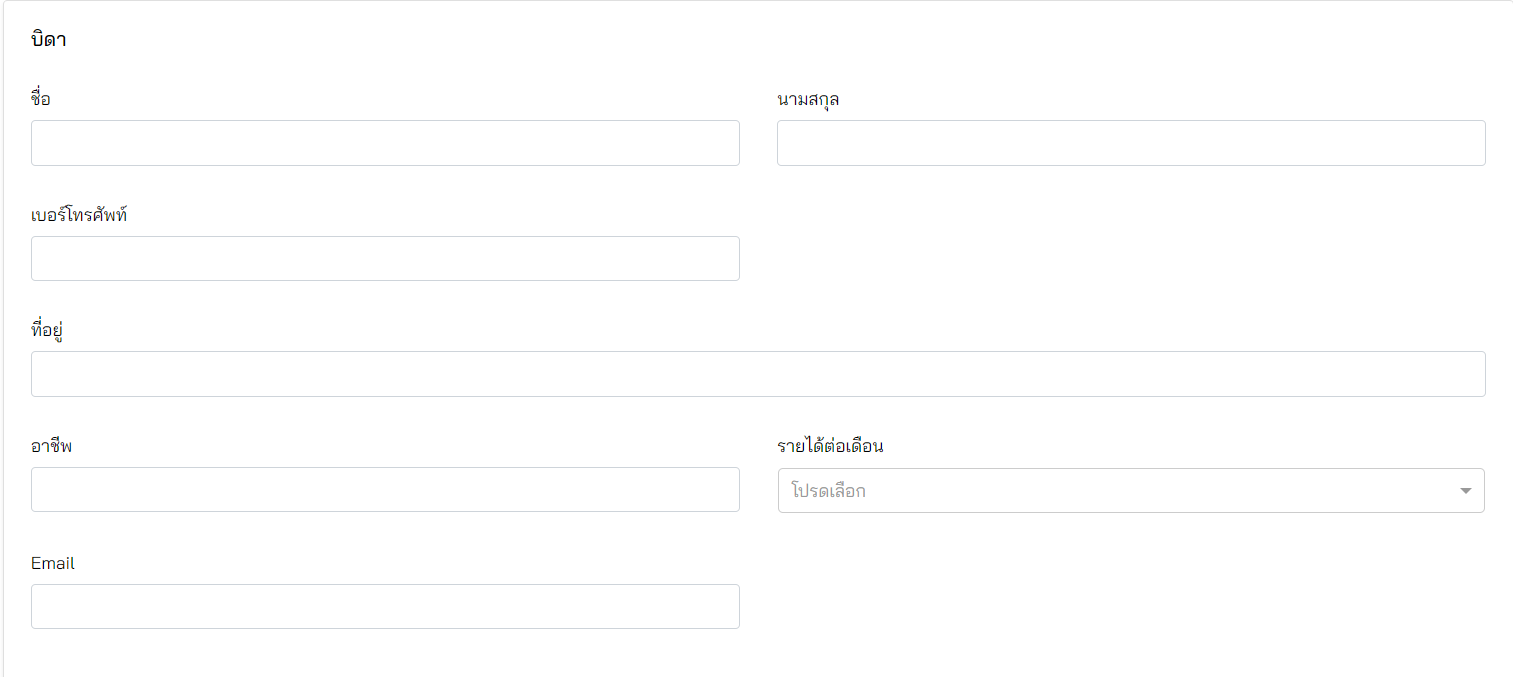 บิดา
ชื่อ
นามสกุล
เบอร์โทรศัพท์
ที่อยู่
อาชีพ
รายได้ต่อเดือน
โปรดเลือก
Email